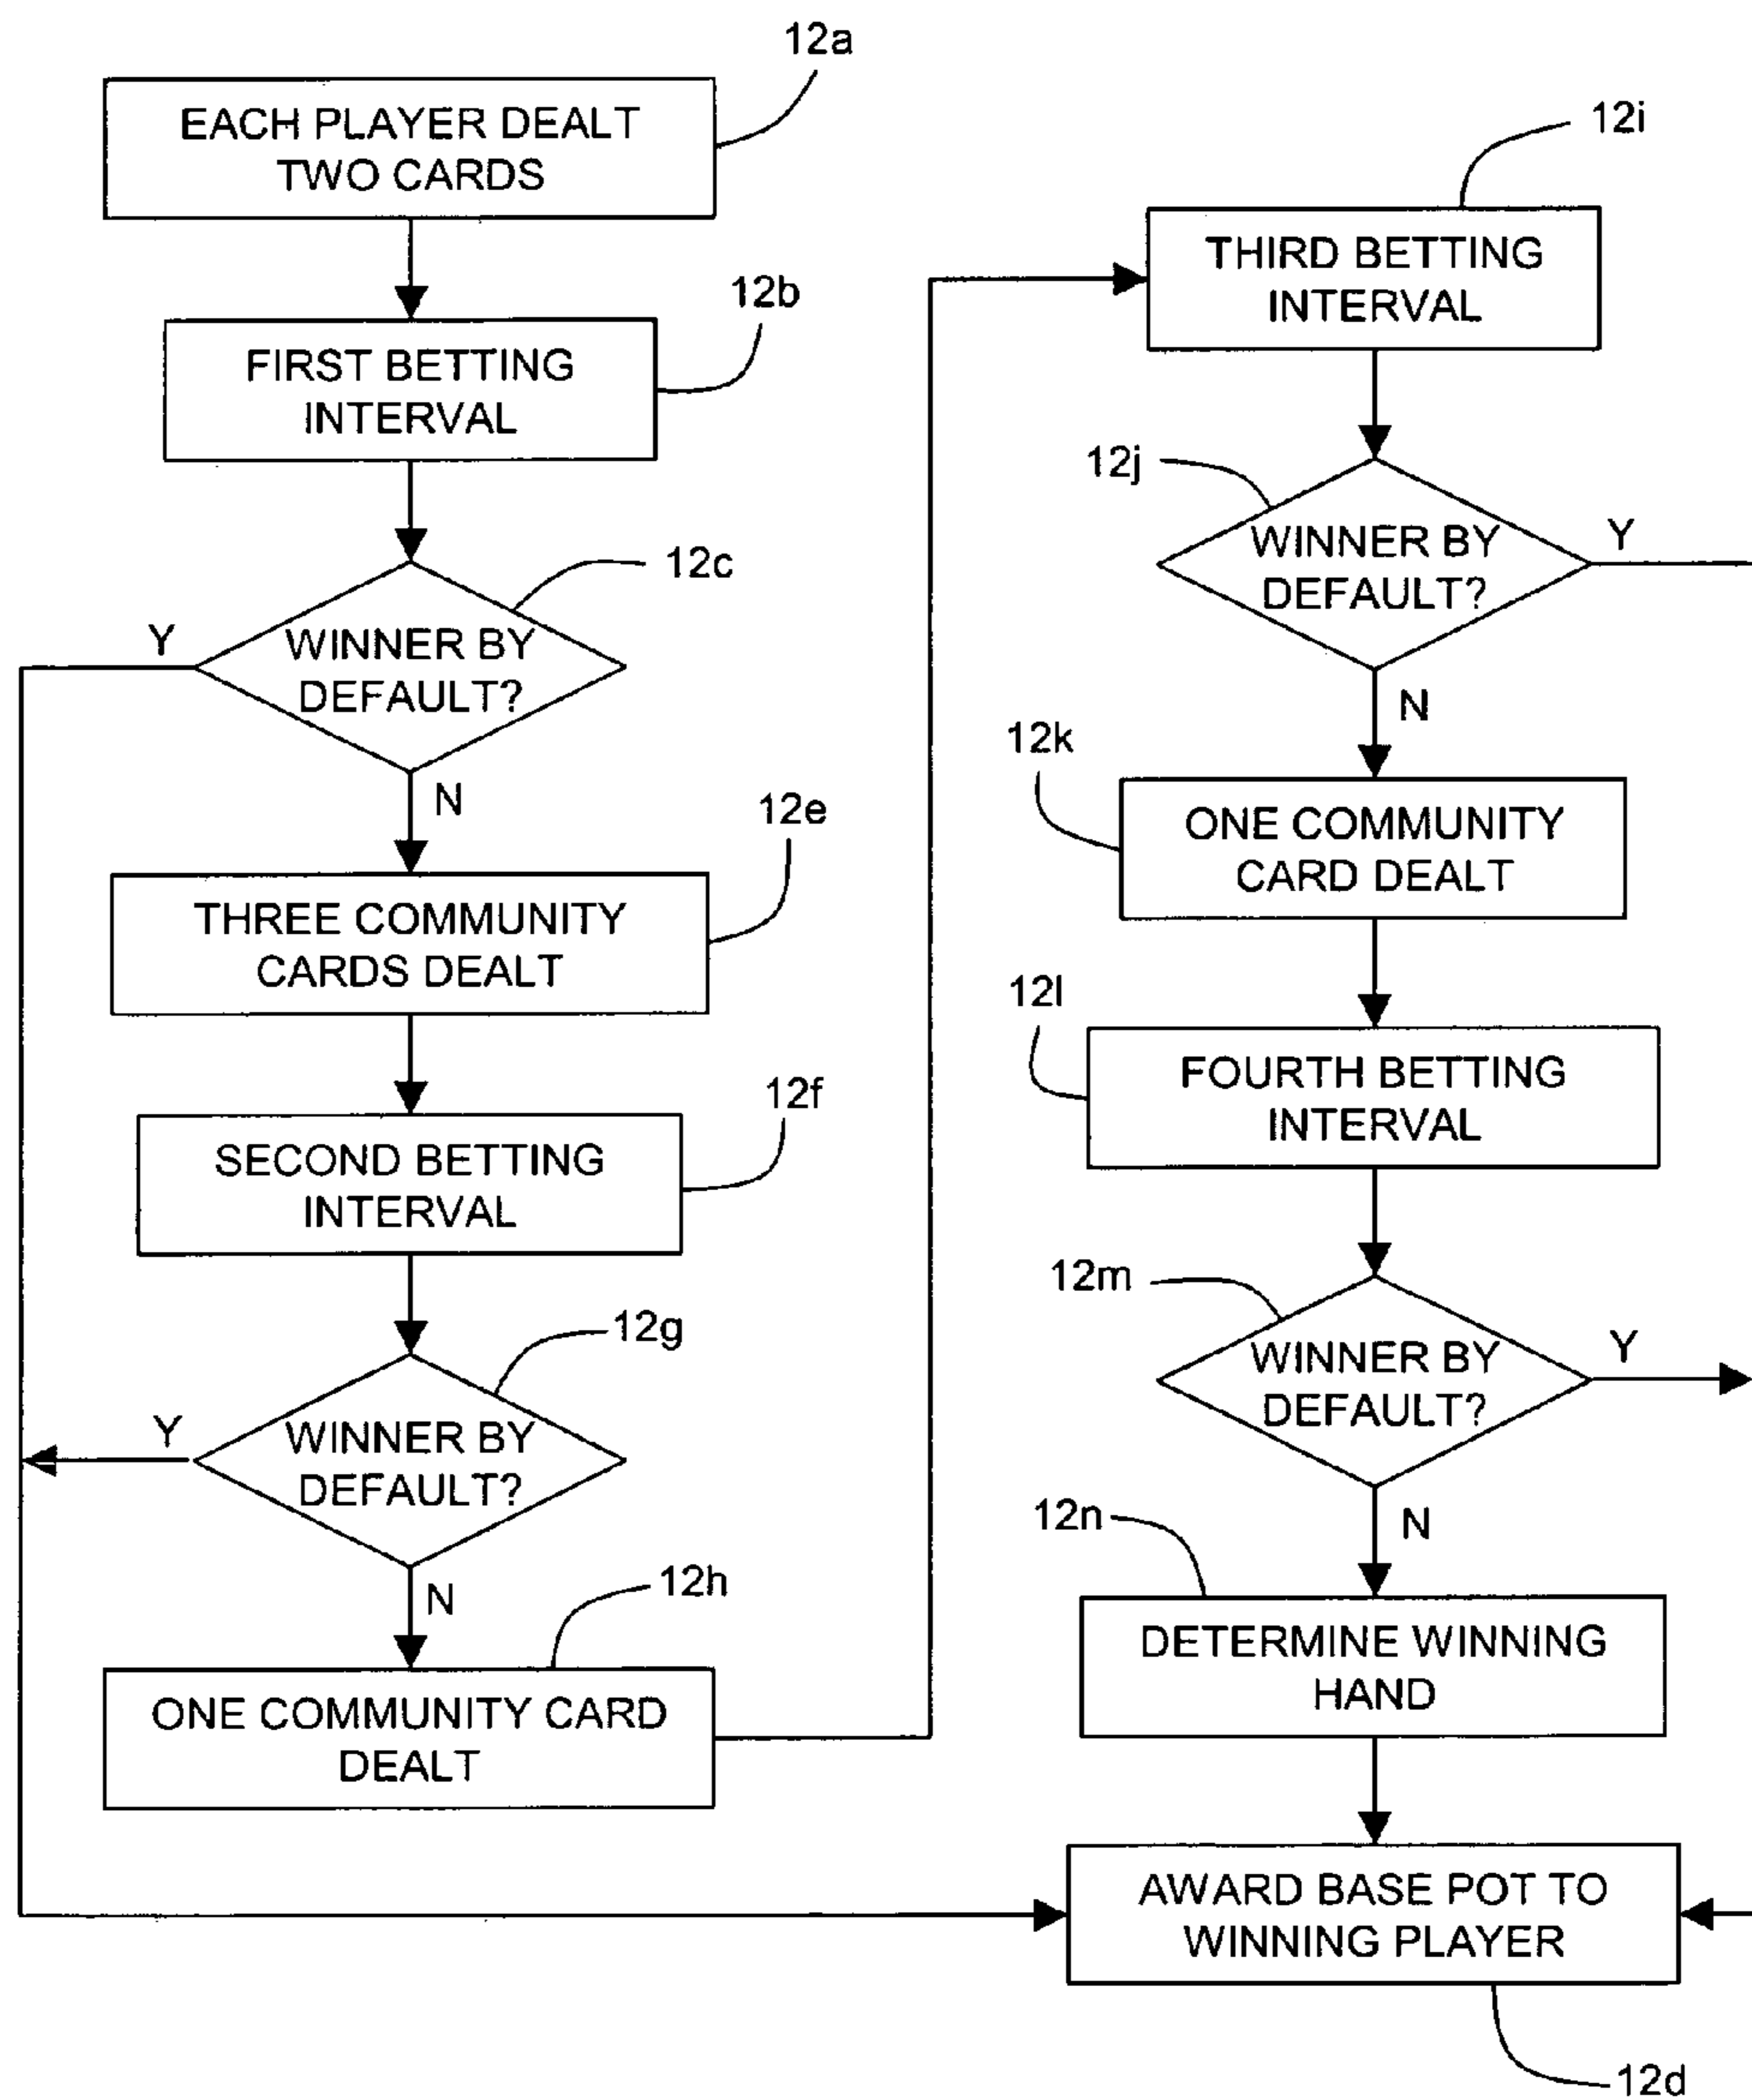 12a
EACH PLAYER DEALT
TWO CARDS
12b
FIRST BETTING
INTERVAL
12c
WINNER BY
DEFAULT?
Y
N
12e
THREE COMMUNITY
CARDS DEALT
12f
SECOND BETTING
INTERVAL
12g
WINNER BY
DEFAULT?
Y
N
12h
ONE COMMUNITY CARD
DEALT
12i
THIRD BETTING
INTERVAL
12j
WINNER BY
DEFAULT?
Y
N
12k
ONE COMMUNITY
CARD DEALT
12l
FOURTH BETTING
INTERVAL
12m
WINNER BY
DEFAULT?
Y
N
12n
DETERMINE WINNING
HAND
AWARD BASE POT TO
WINNING PLAYER
12d